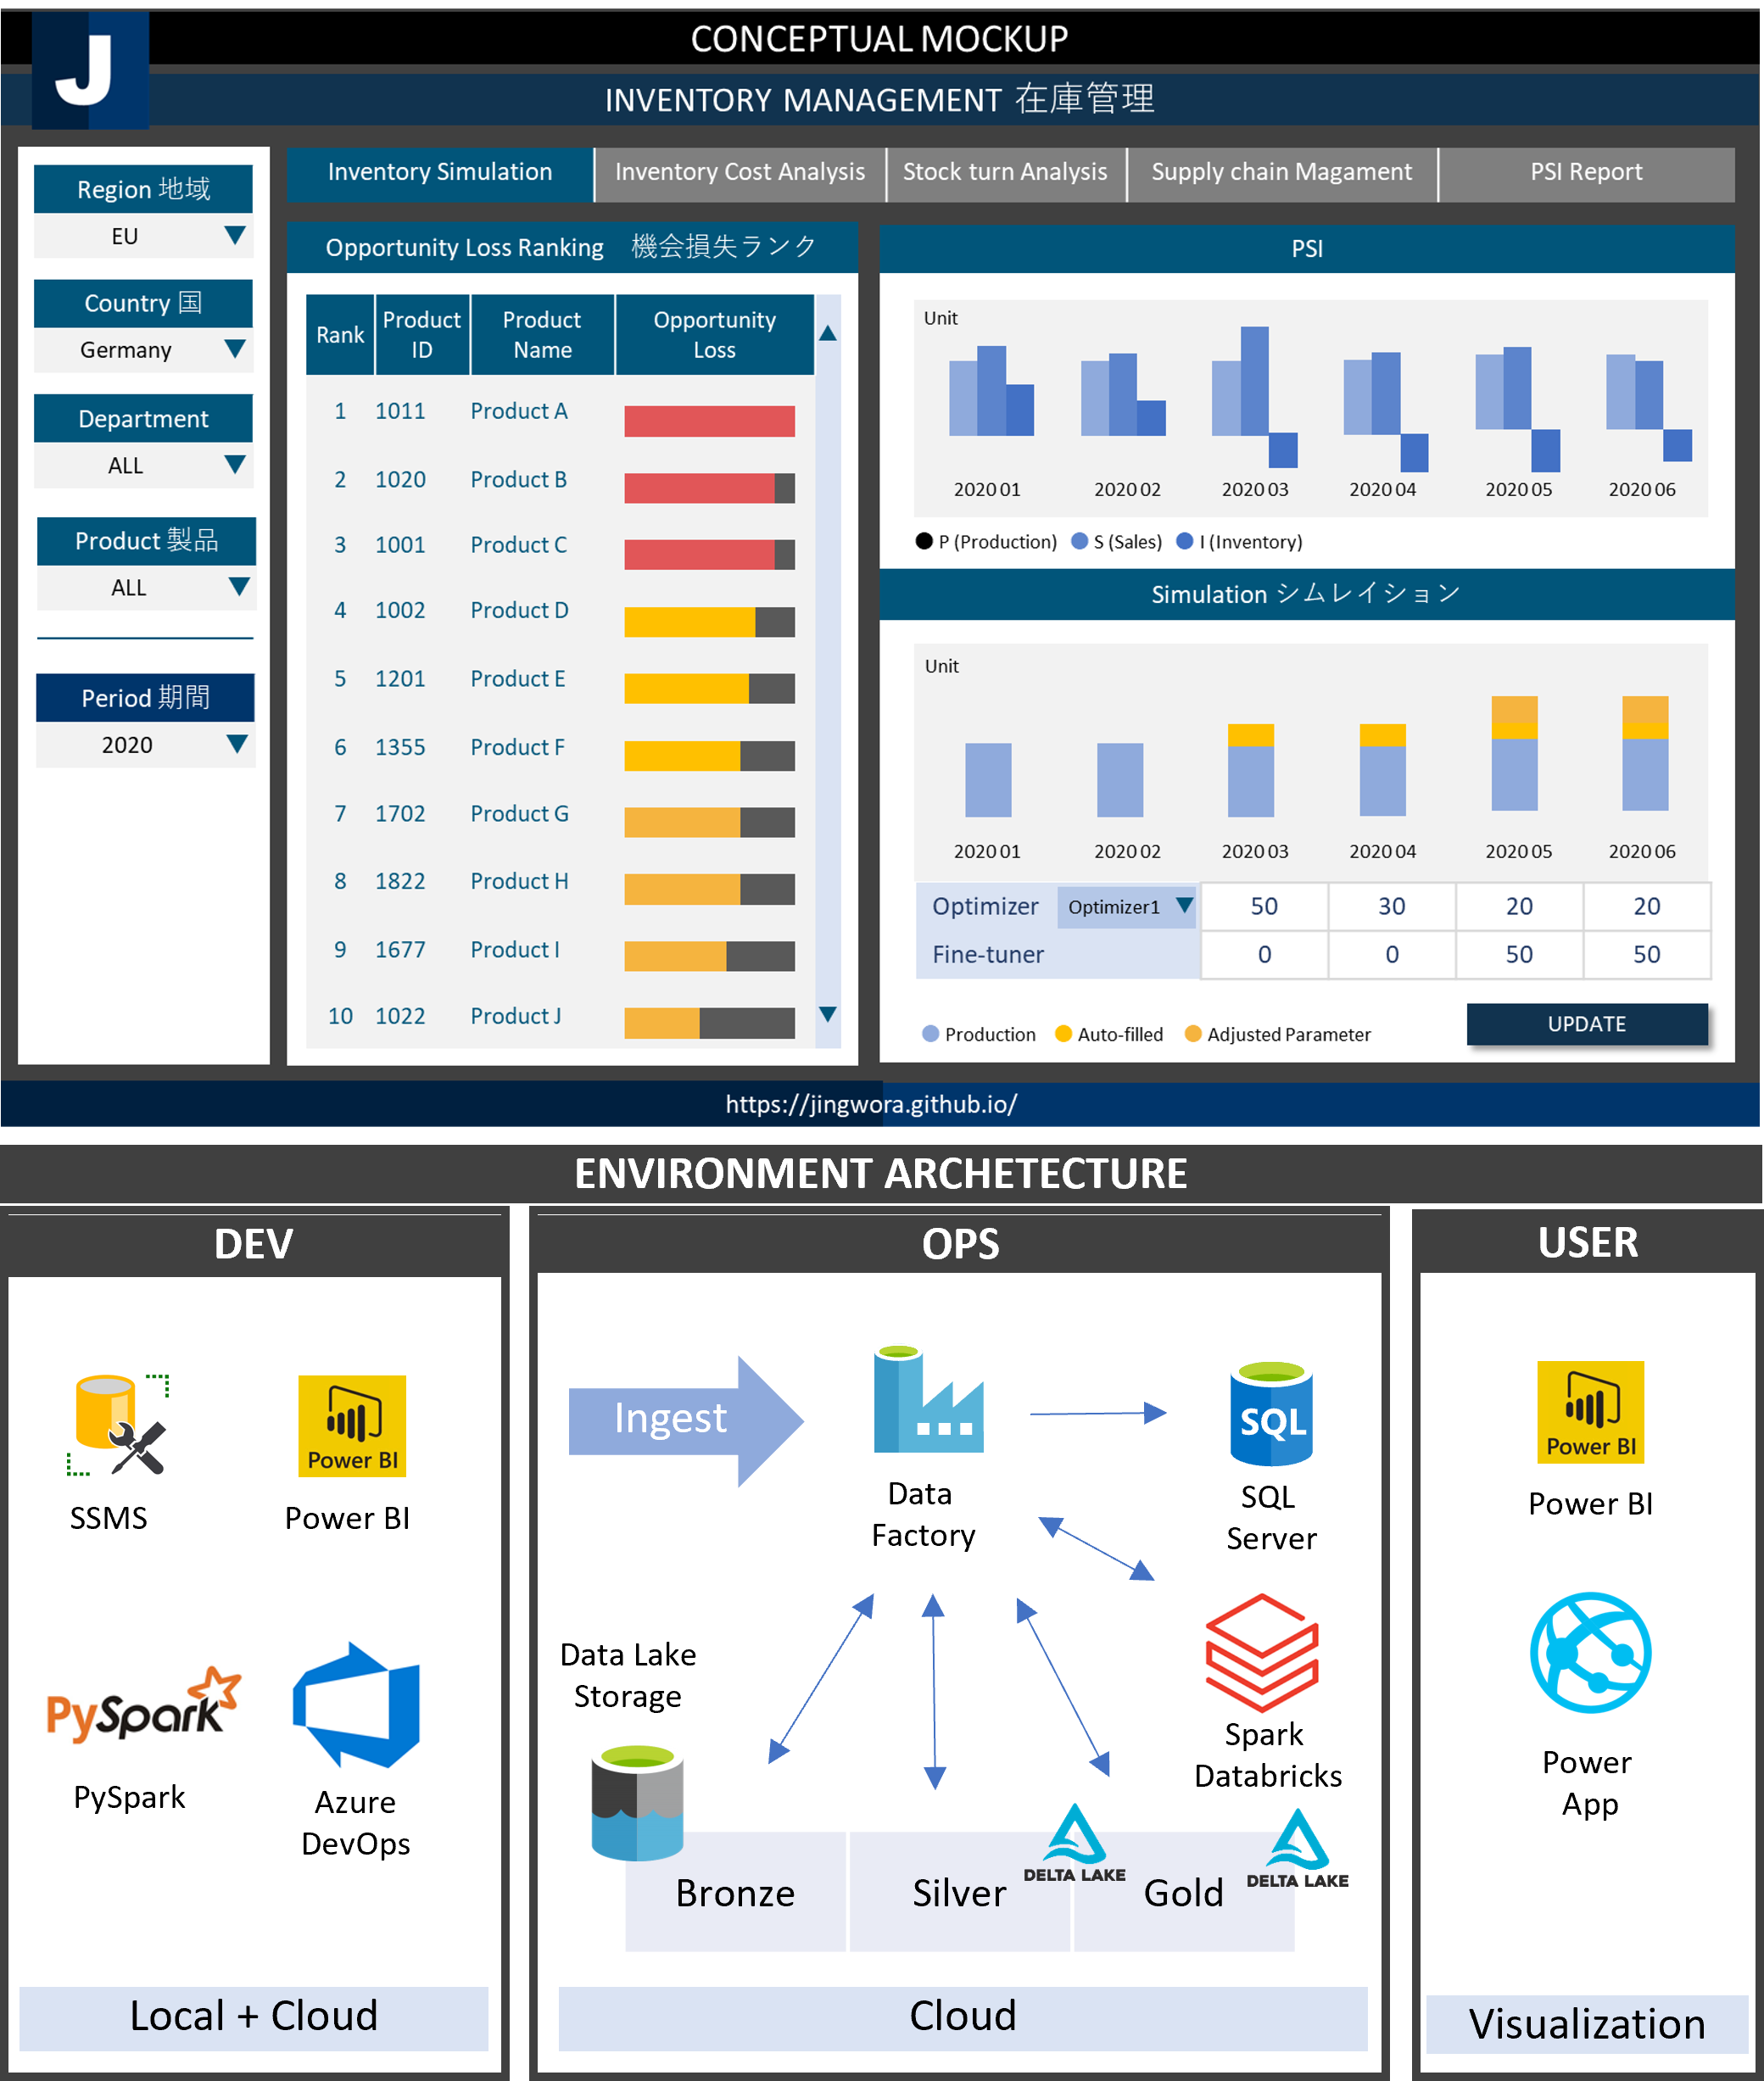 CONCEPTUAL MOCKUP
J
INVENTORY MANAGEMENT 在庫管理
Region 地域
EU
Country 国
Germany
Department
ALL
Product 製品
ALL
Period 期間
2020
Inventory Simulation
Inventory Cost Analysis
Stock turn Analysis
Supply chain Magament
PSI Report
Opportunity Loss Ranking 機会損失ランク
Rank
Product
ID
Product
Name
Opportunity
Loss
1 1011 Product A
2 1020 Product B
3 1001 Product C
4 1002 Product D
5 1201 Product E
6 1355 Product F
7 1702 Product G
8 1822 Product H
9 1677 Product I
10 1022 Product J
PSI
Unit
2020 01 2020 02 2020 03 2020 04 2020 05 2020 06
P (Production) S (Sales) I (Inventory)
Simulation シムレイション
Unit
2020 01 2020 02 2020 03 2020 04 2020 05 2020 06
Optimizer Optimizer1 50 30 20 20
Fine-tuner 0 0 50 50
Production Auto-filled Adjusted Parameter
UPDATE
https://jingwora.github.io/
ENVIRONMENT ARCHETECTURE
DEV
SSMS
Power BI
Power BI
PySpark
PySpark
Azure
DevOps
Local + Cloud
OPS
Ingest
Data
Factory
SQL
SQL
Server
Data Lake
Storage
Spark
Databricks
DELTA LAKE
DELTA LAKE
Bronze
Silver
Gold
Cloud
USER
Power BI
Power BI
Power
App
Visualization